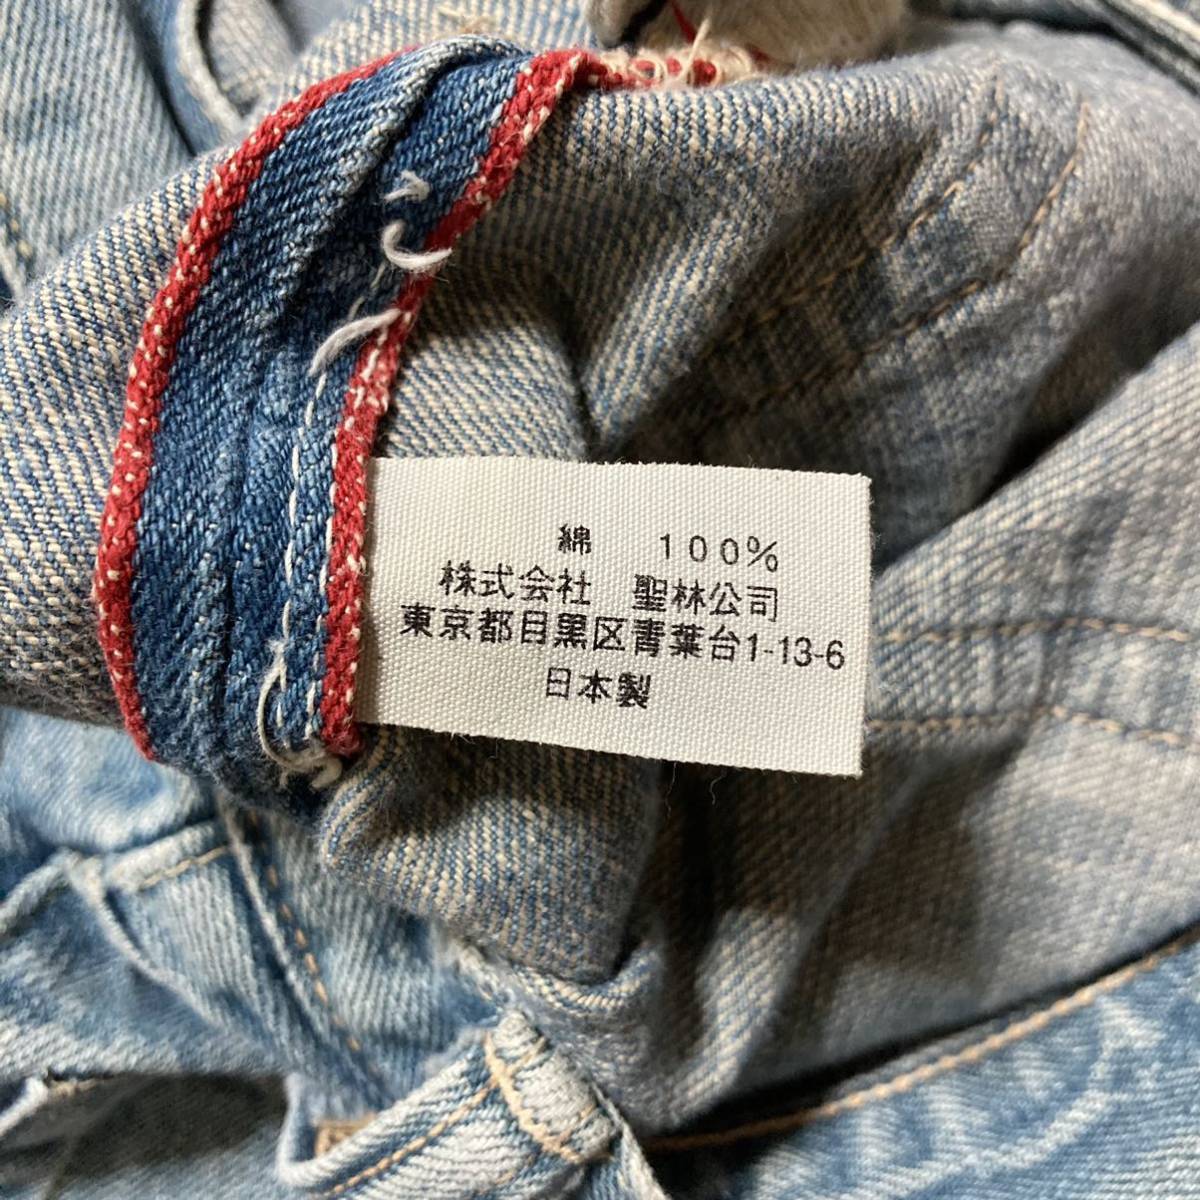 綿　100%
株式会社　聖林公司
東京都目黒区青葉台1-13-6
日本製